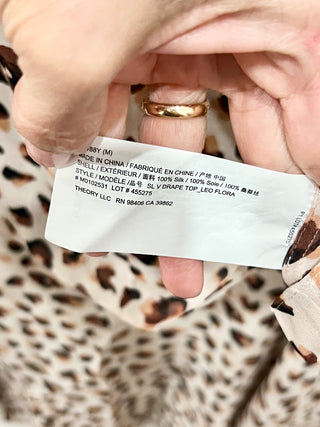 (M)
MADE IN CHINA / FABRIQUÉ EN CHINE / 产地 中国
SHELL / EXTÉRIEUR / 面料 100% Silk / 100% Soie / 100% 桑蚕丝
STYLE / MODÈLE /品号 SL V DRAPE TOP_LEO FLORA
# M0102531 LOT # 455275
THEORY LLC RN 98406 CA 39862